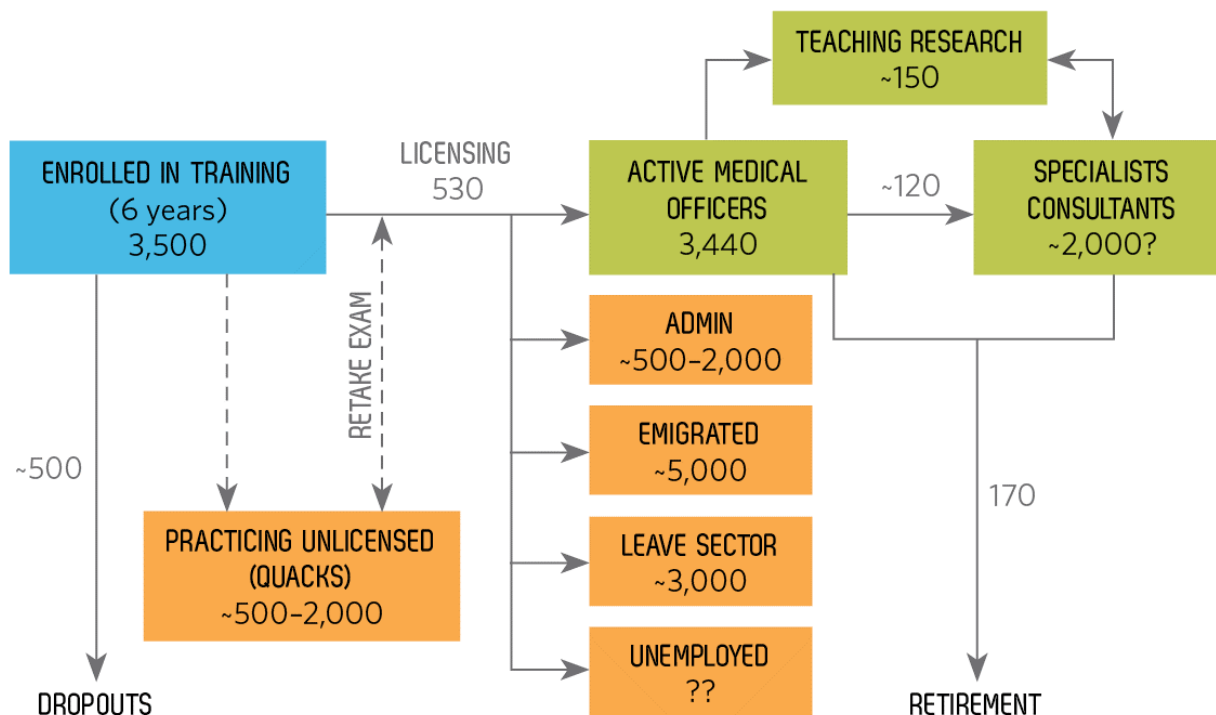 TEACHING RESEARCH
~150
ENROLLED IN TRAINING
(6 years)
3,500
LICENSING
530
ACTIVE MEDICAL
OFFICERS
3,440
~120
SPECIALISTS
CONSULTANTS
~2,000?
RETAKE EXAM
ADMIN
~500–2,000
EMIGRATED
~5,000
~500
170
PRACTICING UNLICENSED
(QUACKS)
~500–2,000
LEAVE SECTOR
~3,000
UNEMPLOYED
??
DROPOUTS
RETIREMENT